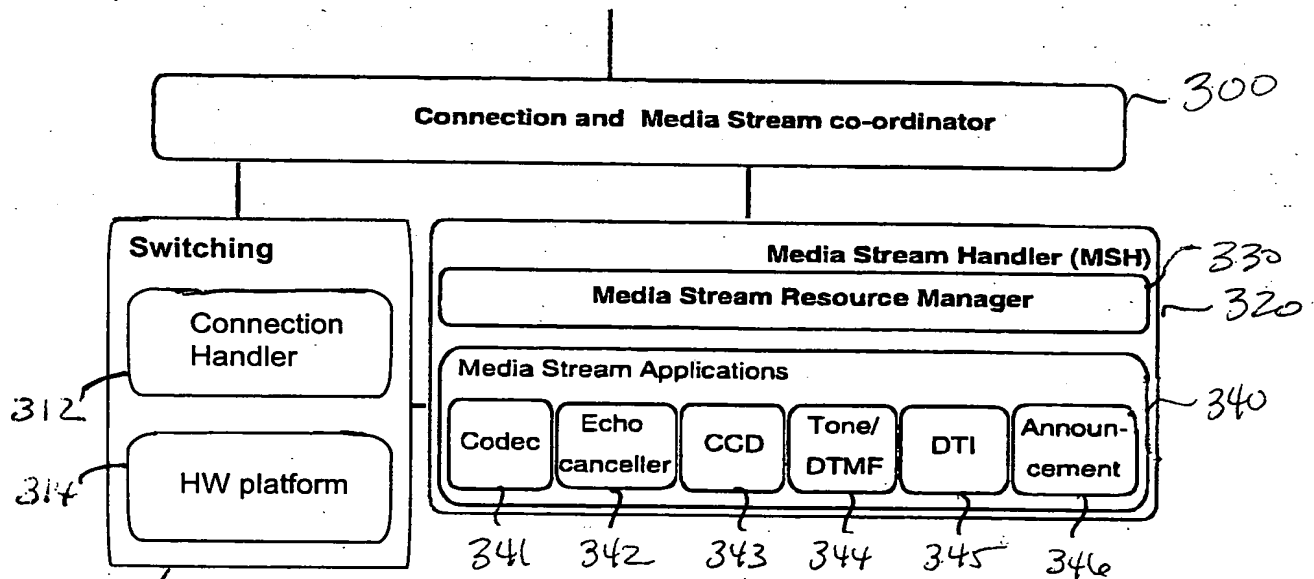 Connection and Media Stream co-ordinator
300
Switching
Media Stream Handler (MSH)
330
Media Stream Resource Manager
320
Connection
Handler
Media Stream Applications
312
340
Codec
Echo
canceller
CCD
Tone/
DTMF
DTI
Announ-
cement
HW platform
314
341
342
343
344
345
346